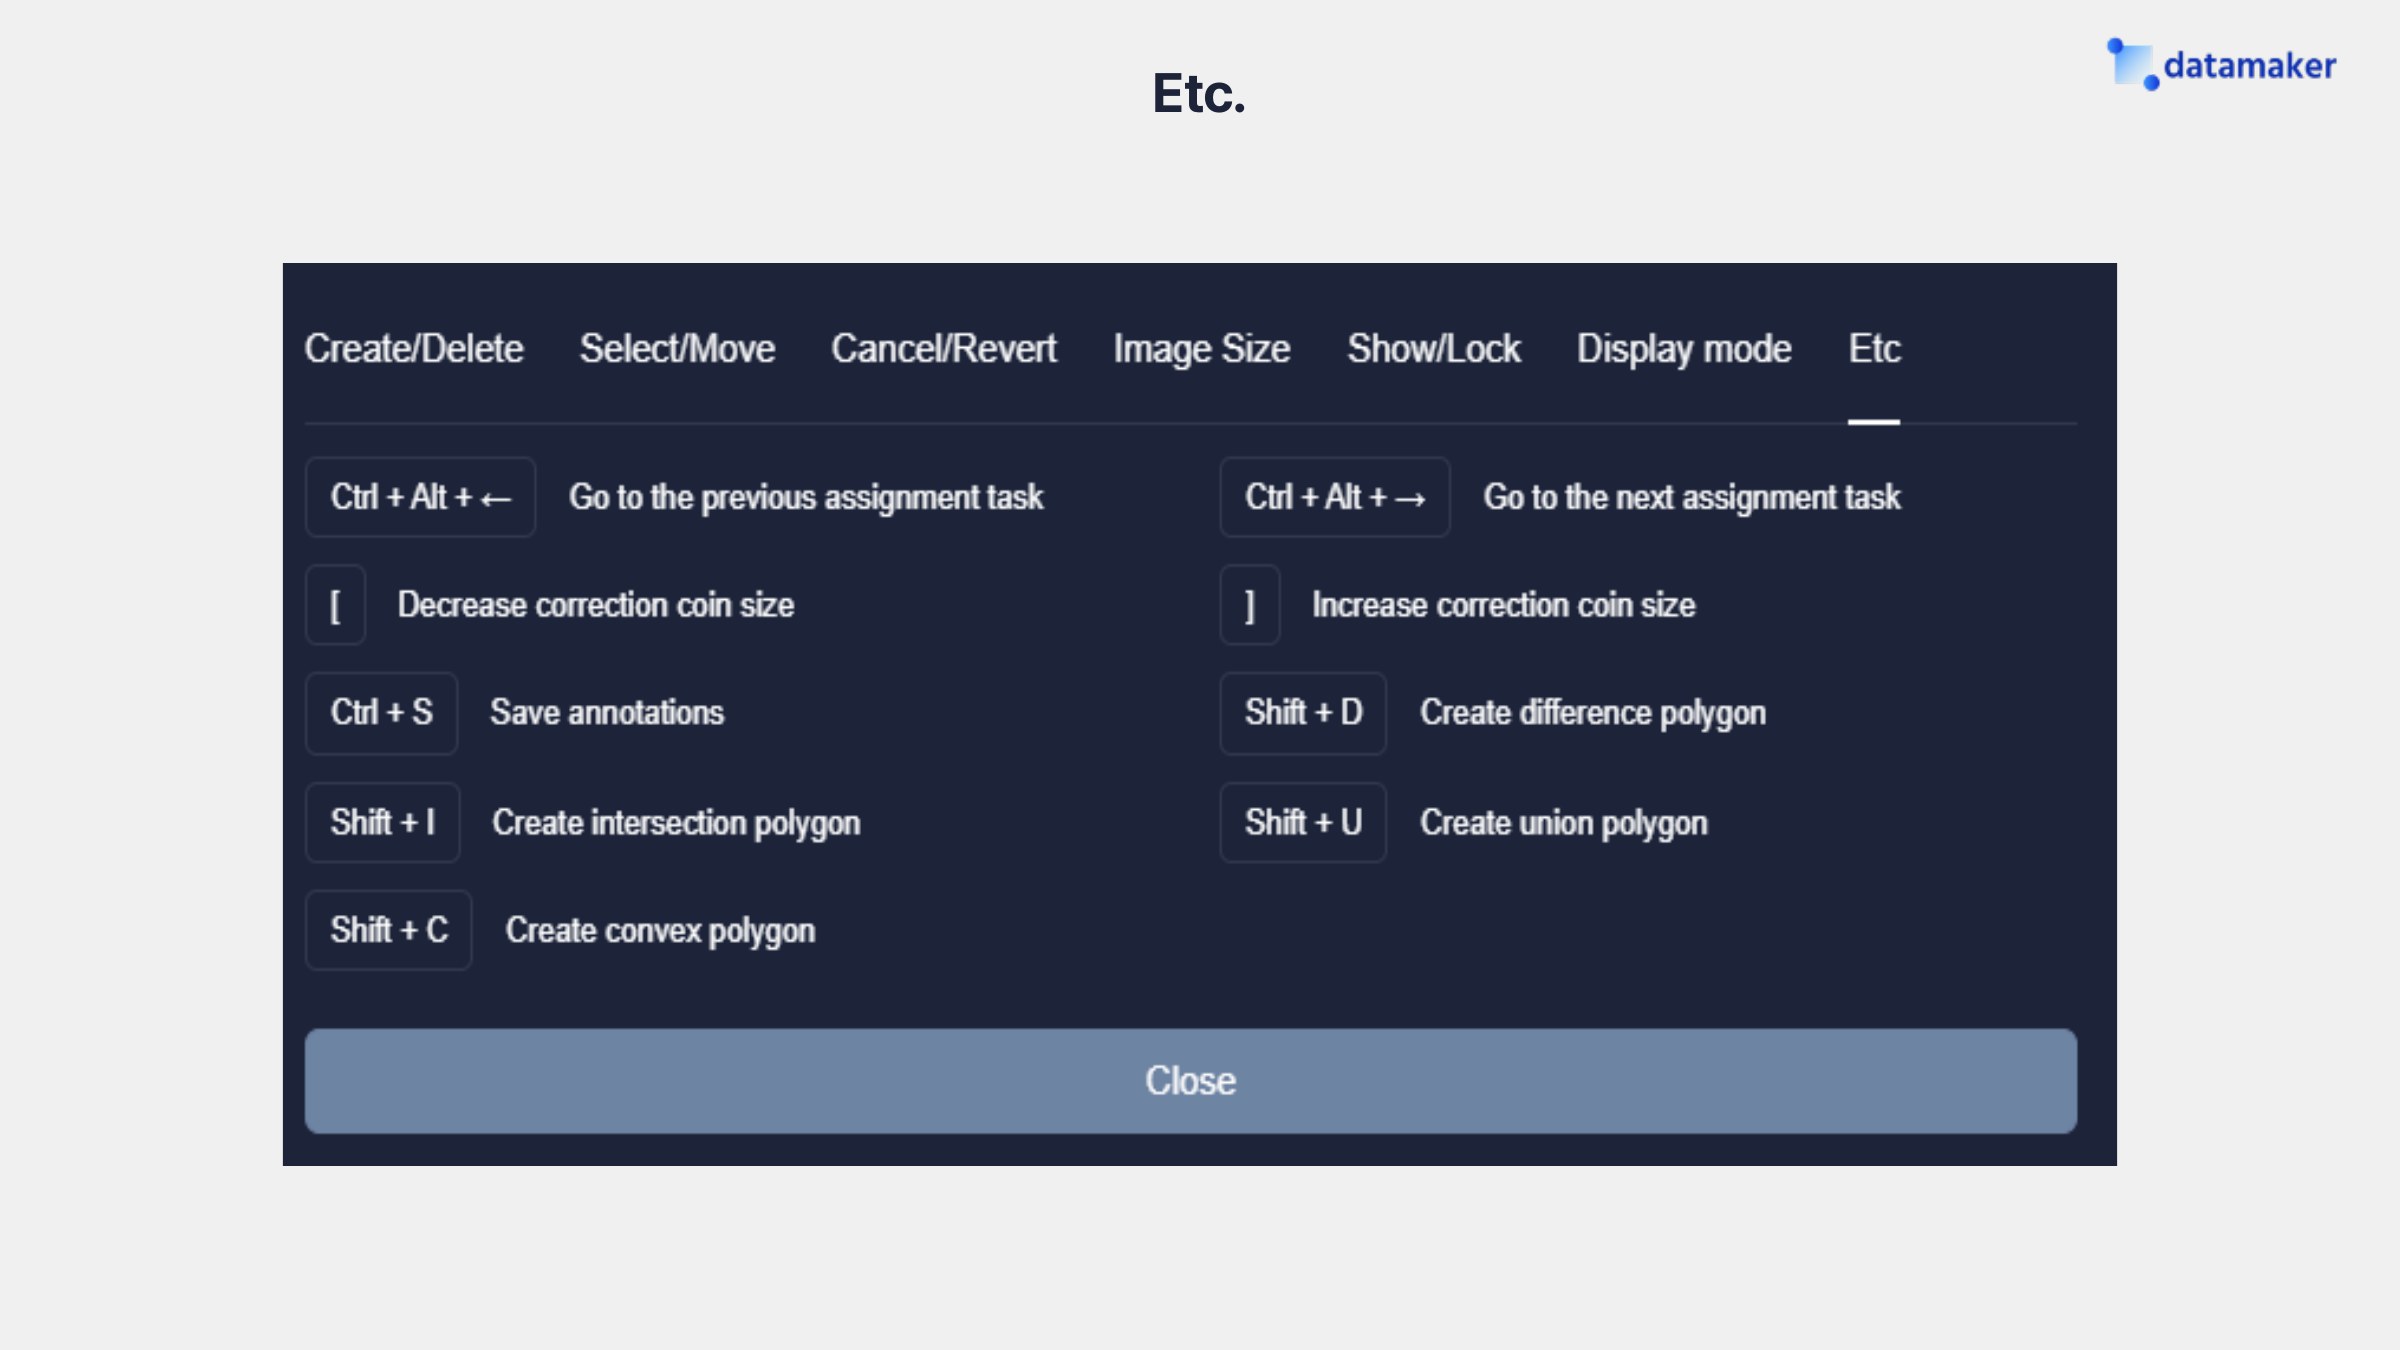 Etc.
datamaker
Create/Delete Select/Move Cancel/Revert Image Size Show/Lock Display mode Etc
Ctrl + Alt + ← Go to the previous assignment task Ctrl + Alt + → Go to the next assignment task
[ Decrease correction coin size ] Increase correction coin size
Ctrl + S Save annotations Shift + D Create difference polygon
Shift + I Create intersection polygon Shift + U Create union polygon
Shift + C Create convex polygon
Close